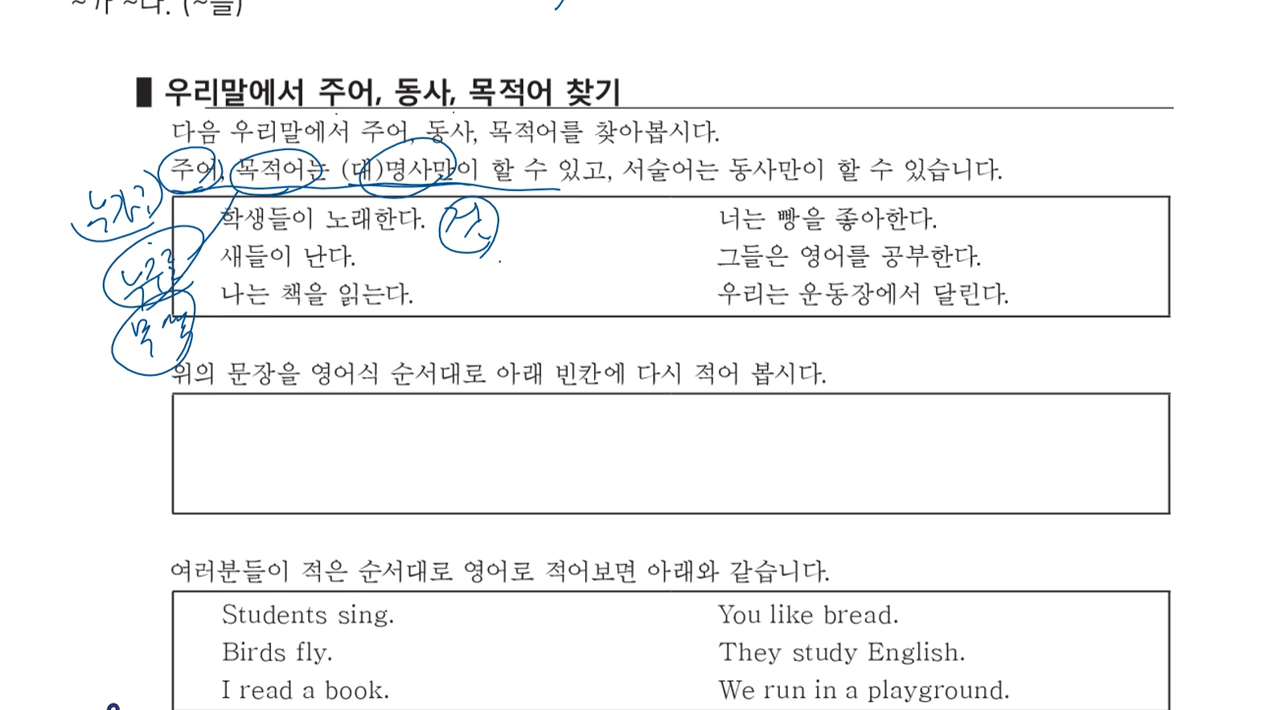 ■ 우리말에서 주어, 동사, 목적어 찾기
다음 우리말에서 주어, 동사, 목적어를 찾아봅시다.
주어, 목적어는 (대)명사만이 할 수 있고, 서술어는 동사만이 할 수 있습니다.
누가?
학생들이 노래한다. 것 너는 빵을 좋아한다.
새들이 난다. 그들은 영어를 공부한다.
나는 책을 읽는다. 우리는 운동장에서 달린다.
위의 문장을 영어식 순서대로 아래 빈칸에 다시 적어 봅시다.
여러분들이 적은 순서대로 영어로 적어보면 아래와 같습니다.
Students sing. You like bread.
Birds fly. They study English.
I read a book. We run in a playground.